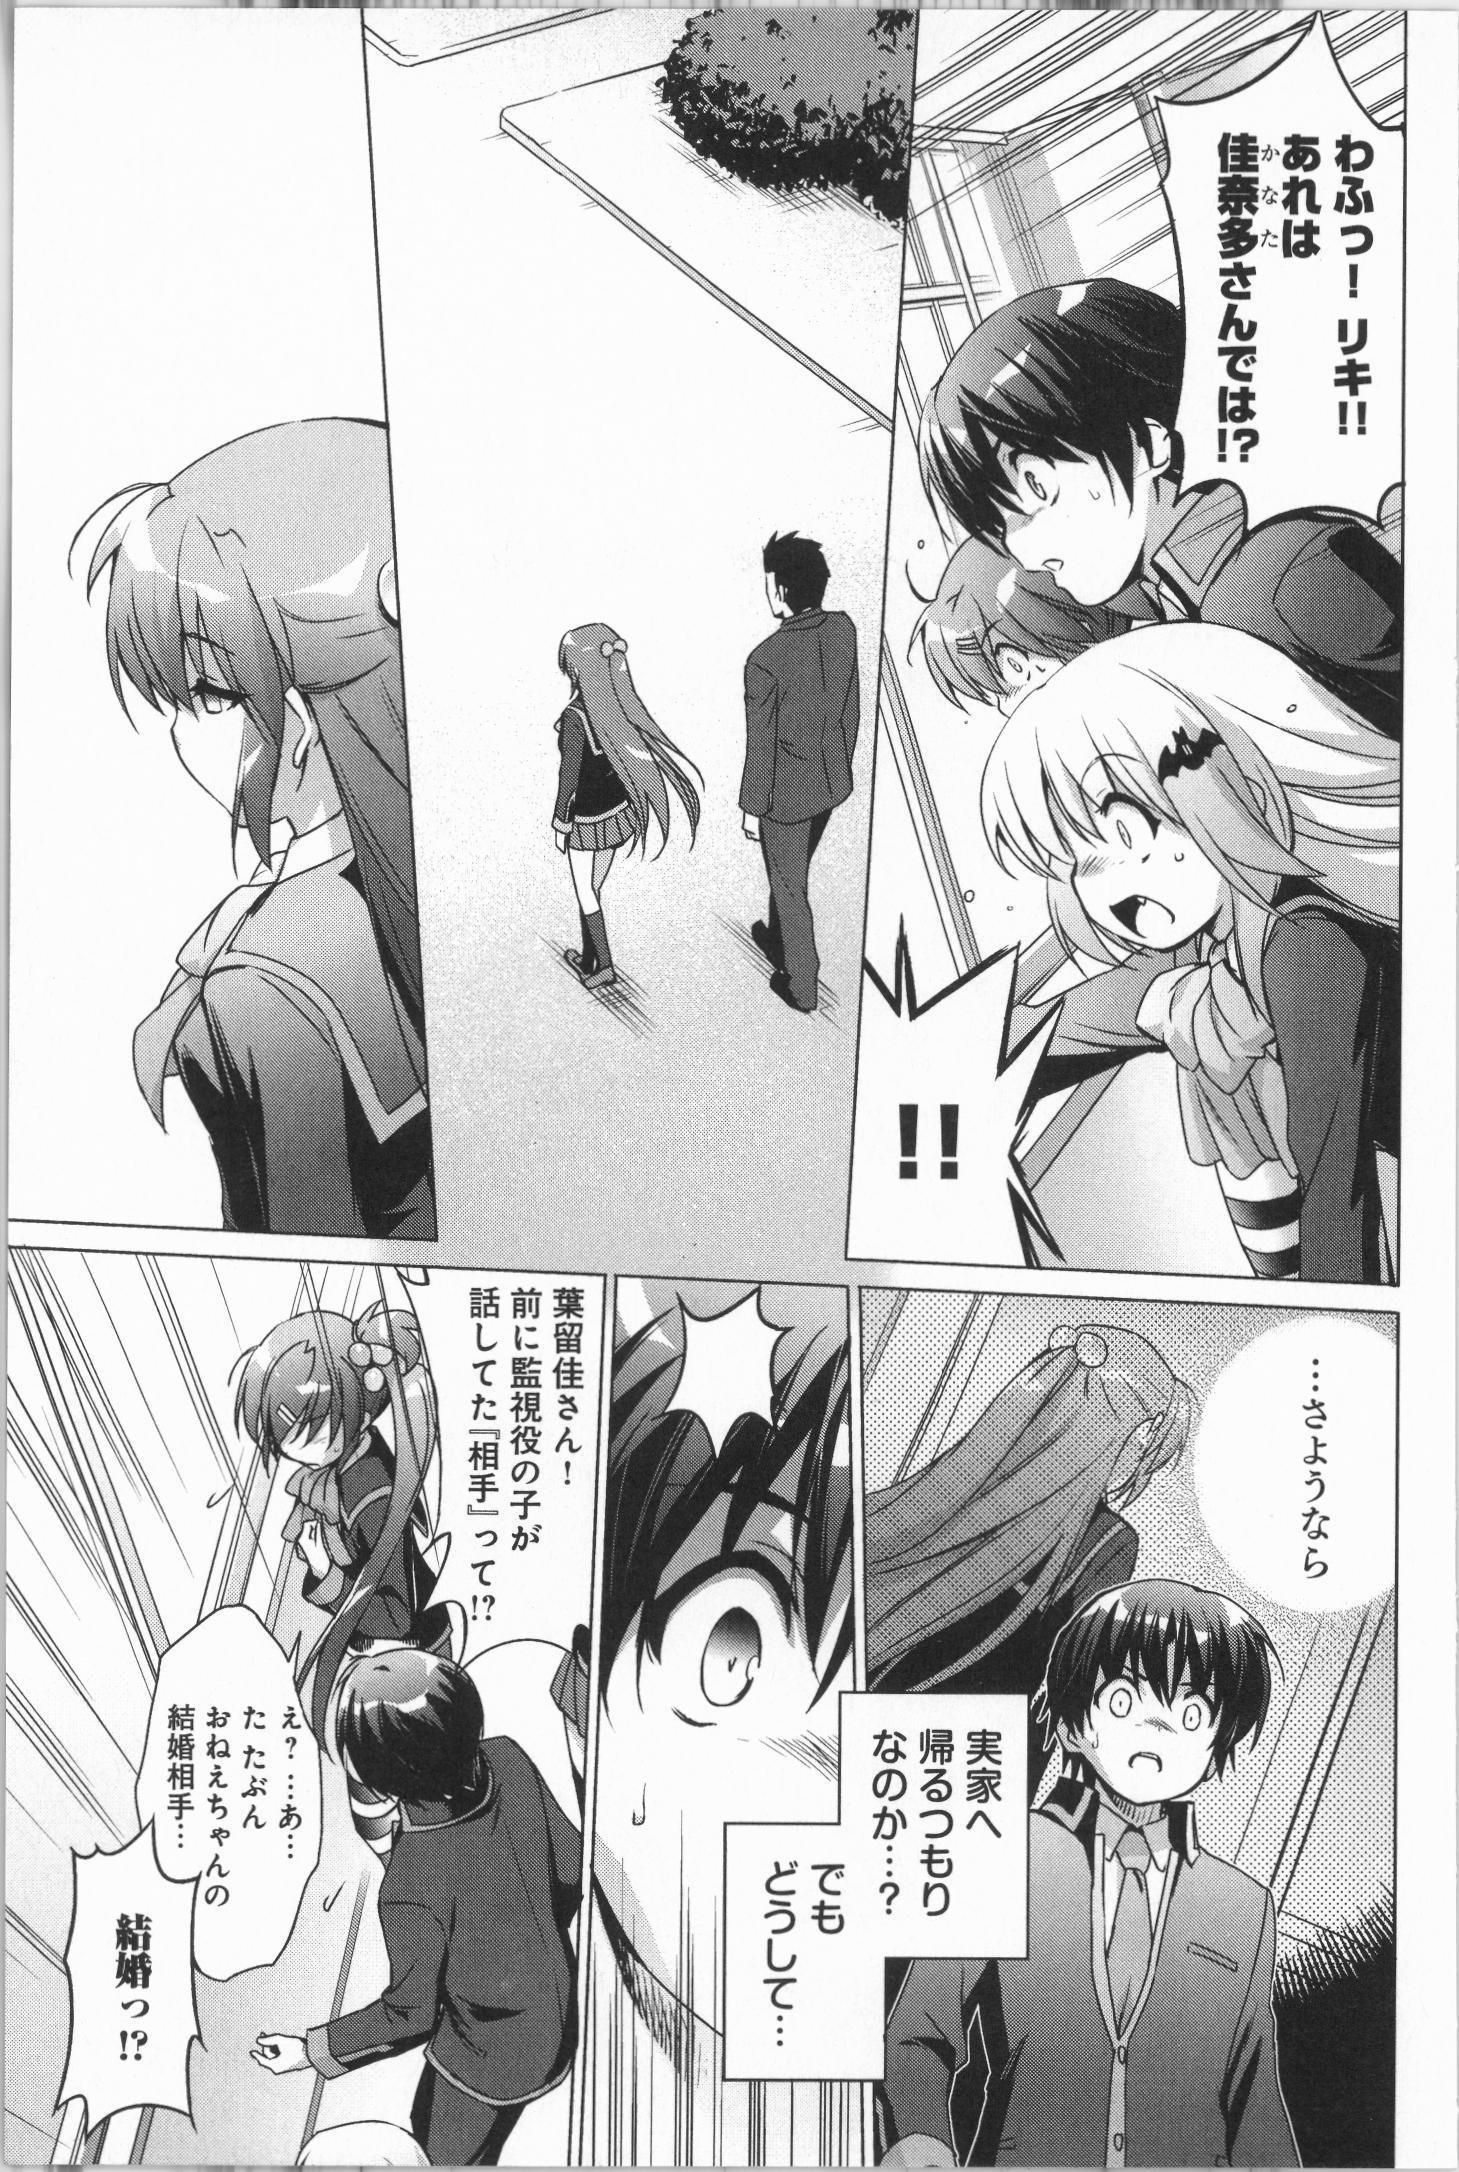 わふっ！リキ!!
あれは
佳奈多さんでは!?
かなた
!!
…さようなら
実家へ
帰るつもり
なのか…?
でも
どうして…
葉留佳さん！
前に監視役の子が
話してた『相手』って!?
え?…あ…
た たぶん
おねえちゃんの
結婚相手…
結婚っ!?